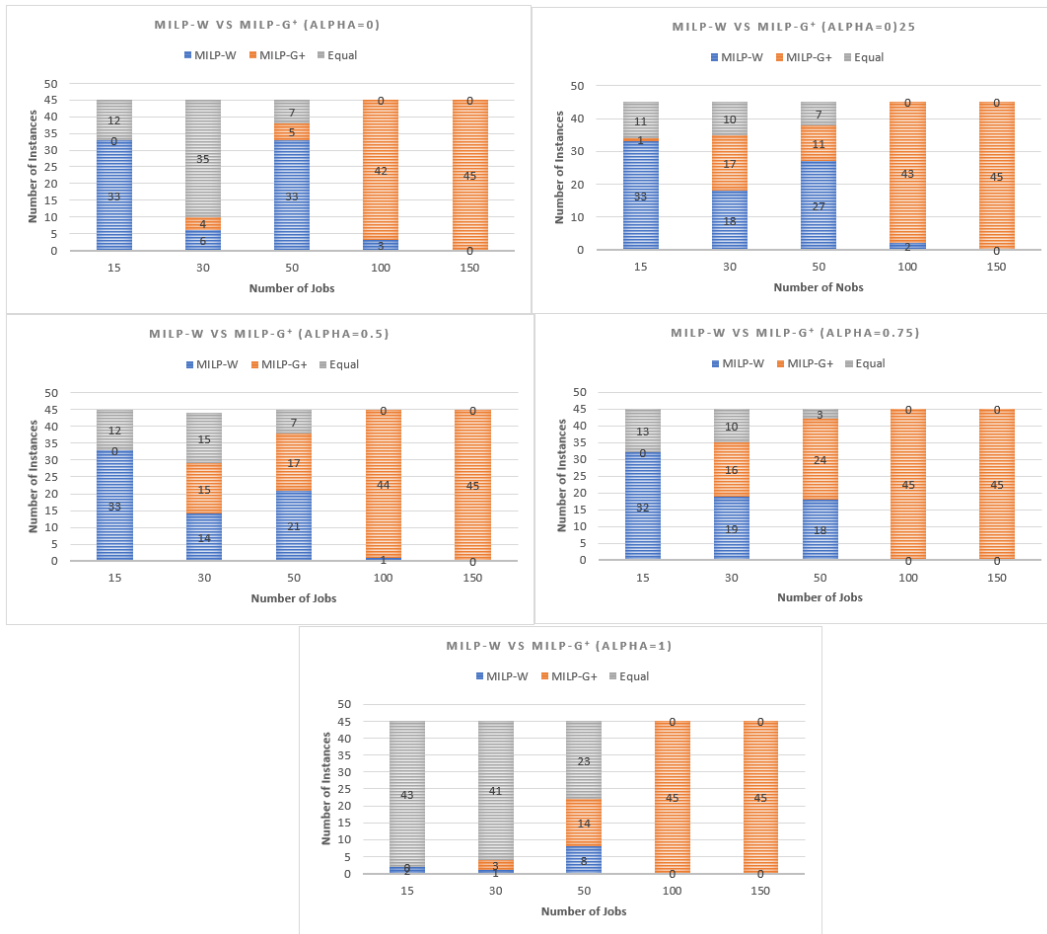 MILP-W VS MILP-G⁺ (ALPHA=0)
MILP-W MILP-G+ Equal
Number of Instances
50
45
40
35
30
25
20
15
10
5
0
12 35 7 0 0
0 4 5 42 45
33 6 33 3 0
15 30 50 100 150
Number of Jobs
MILP-W VS MILP-G⁺ (ALPHA=0)25
MILP-W MILP-G+ Equal
Number of Instances
50
40
30
20
10
0
11 10 7 0 0
1 17 11 43 45
33 18 27 2 0
15 30 50 100 150
Number of Nobs
MILP-W VS MILP-G⁺ (ALPHA=0.5)
MILP-W MILP-G+ Equal
Number of Instances
50
45
40
35
30
25
20
15
10
5
0
12 15 7 0 0
0 15 17 44 45
33 14 21 1 0
15 30 50 100 150
Number of Jobs
MILP-W VS MILP-G⁺ (ALPHA=0.75)
MILP-W MILP-G+ Equal
Number of Instances
50
45
40
35
30
25
20
15
10
5
0
13 10 3 0 0
0 16 24 45 45
32 19 18 0 0
15 30 50 100 150
Number of Jobs
MILP-W VS MILP-G⁺ (ALPHA=1)
MILP-W MILP-G+ Equal
Number of Instances
50
45
40
35
30
25
20
15
10
5
0
43 41 23 0 0
0 3 14 45 45
2 1 8 0 0
15 30 50 100 150
Number of Jobs